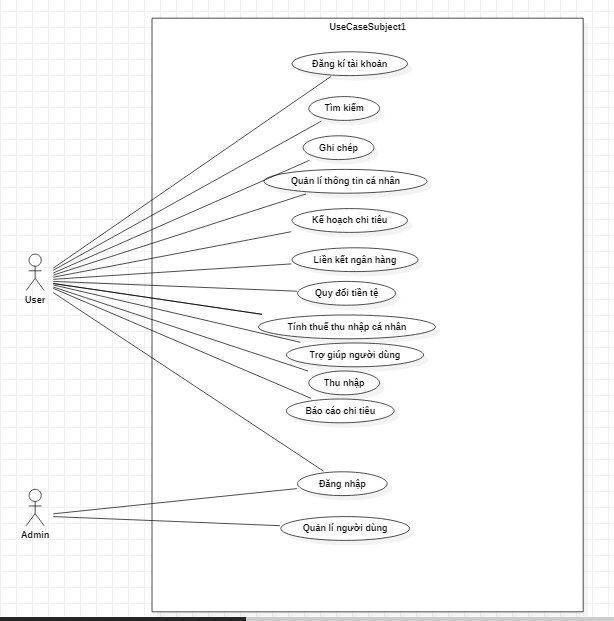 UseCaseSubject1
Đăng kí tài khoản
Tìm kiếm
Ghi chép
Quản lí thông tin cá nhân
Kế hoạch chi tiêu
Liên kết ngân hàng
Quy đổi tiền tệ
Tính thuế thu nhập cá nhân
Trợ giúp người dùng
Thu nhập
Báo cáo chi tiêu
User
Đăng nhập
Quản lí người dùng
Admin